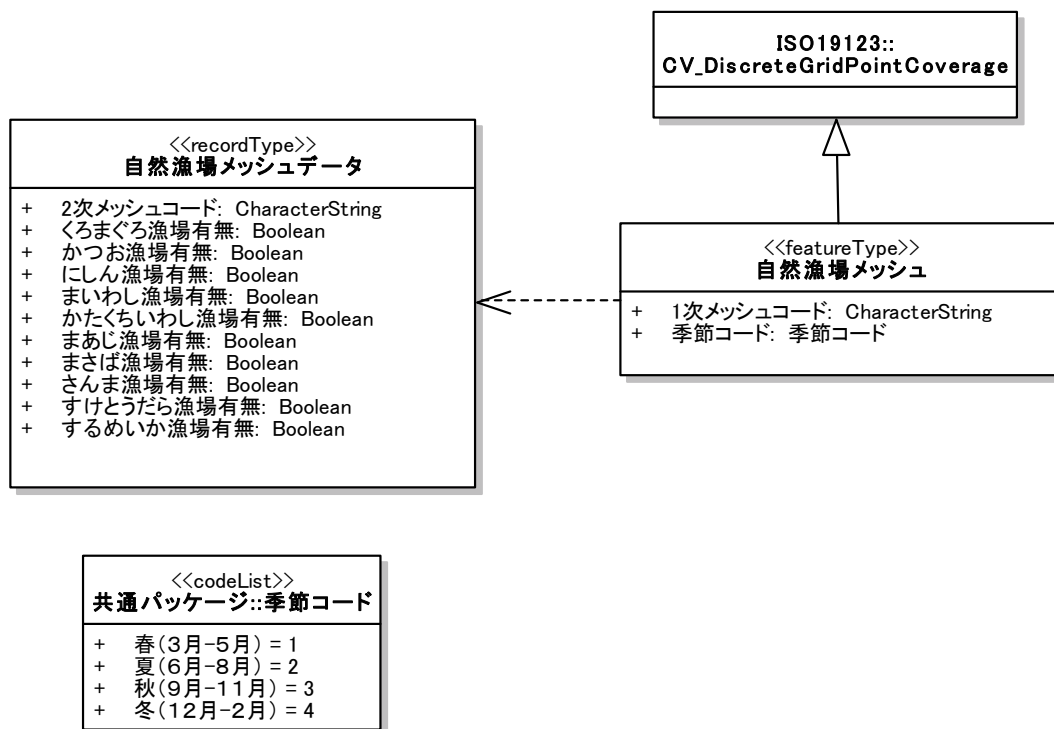 ISO19123::
CV_DiscreteGridPointCoverage
<<recordType>>
自然漁場メッシュデータ
+ 2次メッシュコード: CharacterString
+ くろまぐろ漁場有無: Boolean
+ かつお漁場有無: Boolean
+ にしん漁場有無: Boolean
+ まいわし漁場有無: Boolean
+ かたくちいわし漁場有無: Boolean
+ まあじ漁場有無: Boolean
+ まさば漁場有無: Boolean
+ さんま漁場有無: Boolean
+ すけとうだら漁場有無: Boolean
+ するめいか漁場有無: Boolean
<<featureType>>
自然漁場メッシュ
+ 1次メッシュコード: CharacterString
+ 季節コード: 季節コード
<<codeList>>
共通パッケージ::季節コード
+ 春(3月-5月) = 1
+ 夏(6月-8月) = 2
+ 秋(9月-11月) = 3
+ 冬(12月-2月) = 4